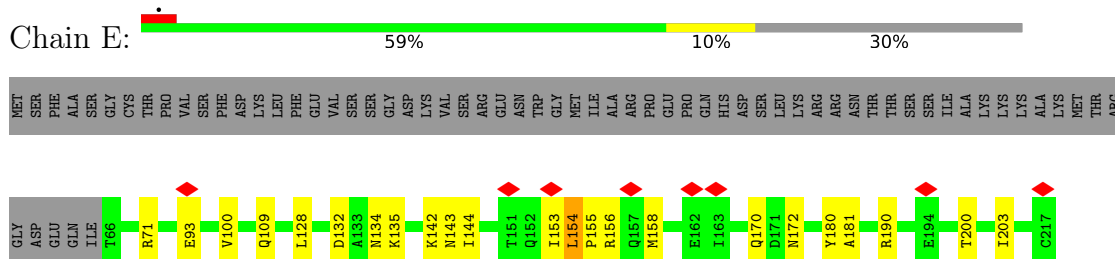 Chain E:
59% 10% 30%
MET SER PHE ALA SER GLY CYS THR PRO VAL SER PHE ASP LYS LEU PHE GLU VAL SER SER GLY ASP LYS VAL SER ARG GLU ASN TRP GLY MET ILE ALA ARG PRO GLU PRO GLN HIS ASP SER LEU LYS ARG ARG ASN THR THR SER SER ILE ALA LYS LYS LYS ALA LYS MET THR ARG
GLY ASP GLU GLN ILE T66 R71 E93 V100 Q109 L128 D132 A133 N134 K135 K142 N143 I144 T151 Q152 I153 L154 P155 R156 Q157 M158 E162 I163 Q170 D171 N172 Y180 A181 R190 E194 T200 I203 C217